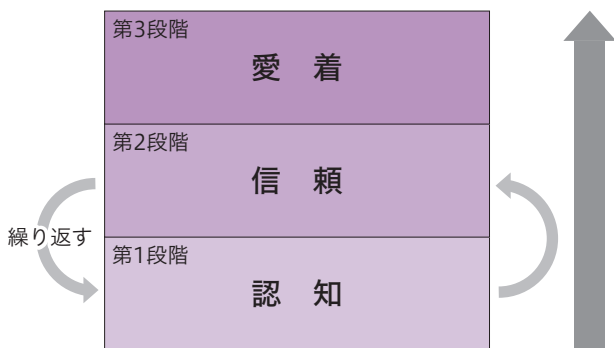 第3段階
愛 着
第2段階
信 頼
繰り返す
第1段階
認 知